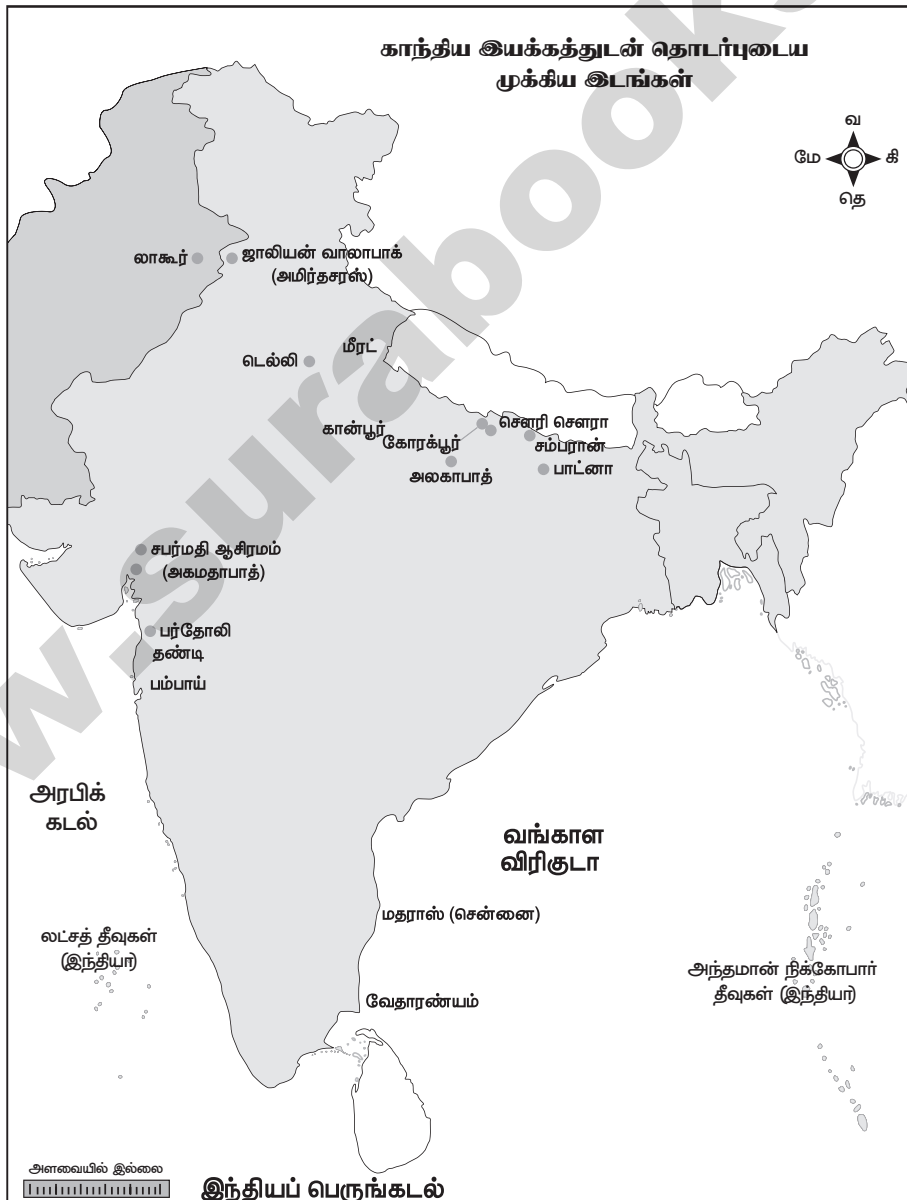 காந்திய இயக்கத்துடன் தொடர்புடைய
முக்கிய இடங்கள்
வ
மே
கி
தெ
லாகூர்
ஜாலியன் வாலாபாக்
(அமிர்தசரஸ்)
மீரட்
டெல்லி
கான்பூர்
சௌரி சௌரா
கோரக்பூர்
சம்பரான்
அலகாபாத்
பாட்னா
சபர்மதி ஆசிரமம்
(அகமதாபாத்)
பர்தோலி
தண்டி
பம்பாய்
அரபிக்
கடல்
வங்காள
விரிகுடா
மதராஸ் (சென்னை)
லட்சத் தீவுகள்
(இந்தியா)
அந்தமான் நிக்கோபார்
தீவுகள் (இந்தியா)
வேதாரண்யம்
அளவையில் இல்லை
இந்தியப் பெருங்கடல்
w.surabooks